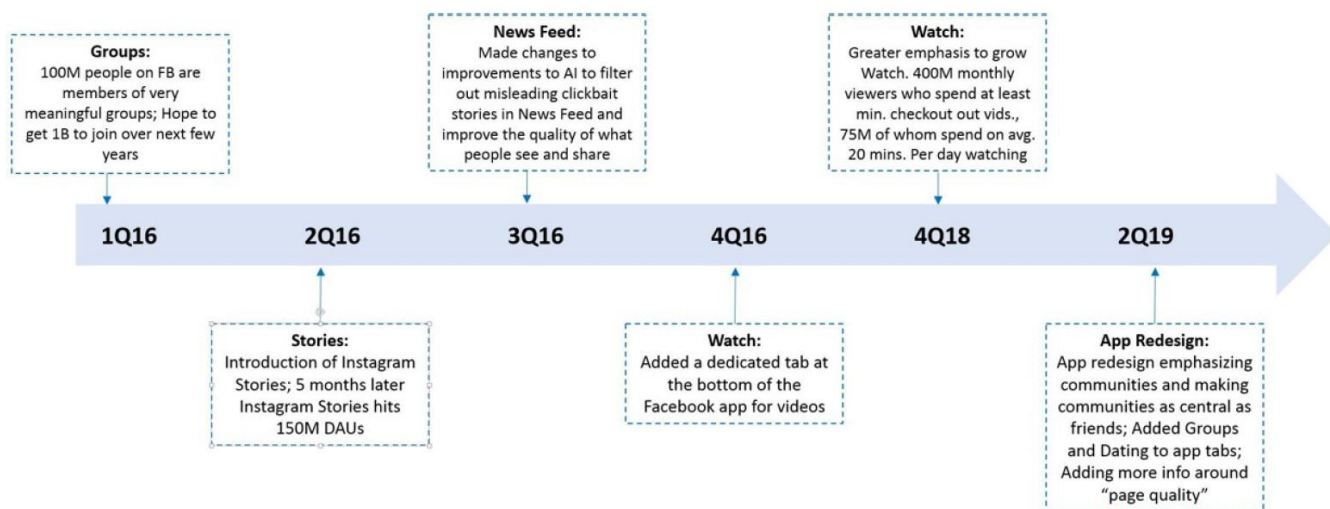 Groups:
100M people on FB are
members of very
meaningful groups; Hope to
get 1B to join over next few
years
News Feed:
Made changes to
improvements to AI to filter
out misleading clickbait
stories in News Feed and
improve the quality of what
people see and share
Watch:
Greater emphasis to grow
Watch. 400M monthly
viewers who spend at least
min. checkout out vids.,
75M of whom spend on avg.
20 mins. Per day watching
1Q16
2Q16
3Q16
4Q16
4Q18
2Q19
Stories:
Introduction of Instagram
Stories; 5 months later
Instagram Stories hits
150M DAUs
Watch:
Added a dedicated tab at
the bottom of the
Facebook app for videos
App Redesign:
App redesign emphasizing
communities and making
communities as central as
friends; Added Groups
and Dating to app tabs;
Adding more info around
“page quality”